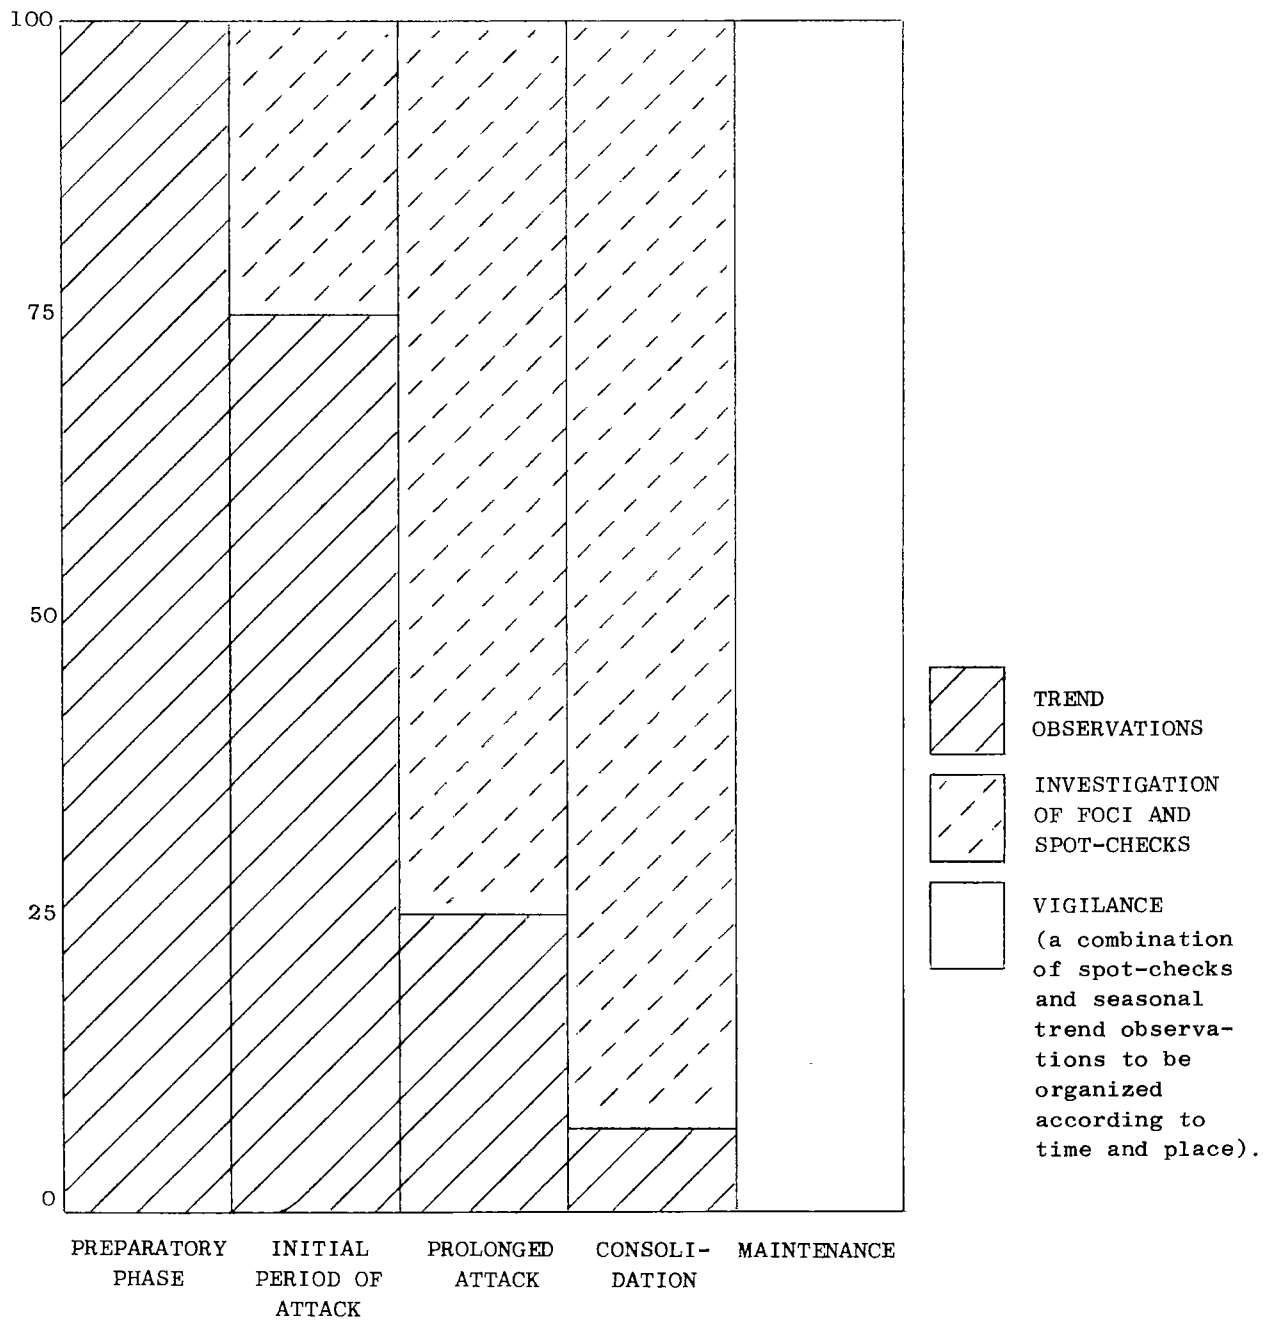 100
75
50
25
0
PREPARATORY
PHASE
INITIAL
PERIOD OF
ATTACK
PROLONGED
ATTACK
CONSOLI-
DATION
MAINTENANCE
TREND
OBSERVATIONS
INVESTIGATION
OF FOCI AND
SPOT-CHECKS
VIGILANCE
(a combination
of spot-checks
and seasonal
trend observa-
tions to be
organized
according to
time and place).